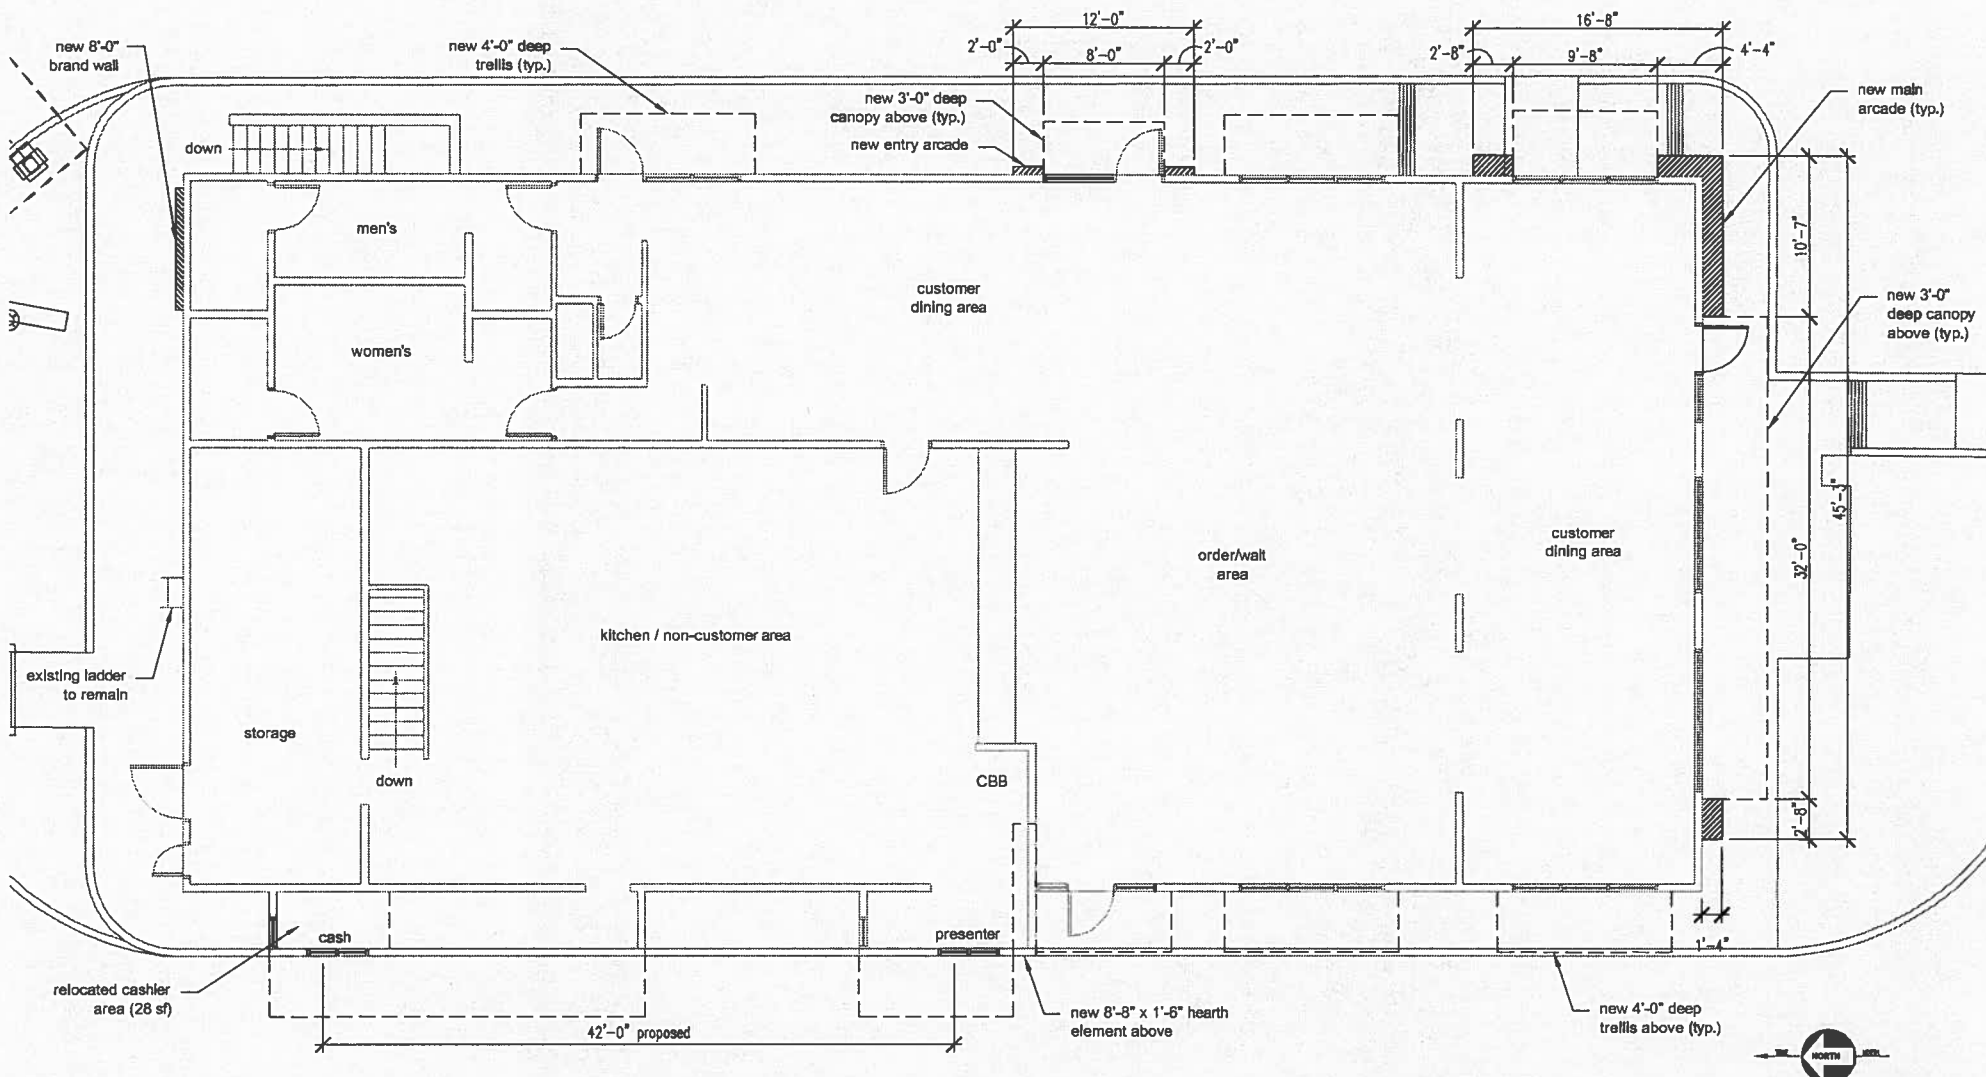 12'-0"
16'-8"
new 8'-0"
brand wall
new 4'-0" deep
trellis (typ.)
2'-0"
8'-0"
2'-0"
2'-8"
9'-8"
4'-4"
new 3'-0" deep
canopy above (typ.)
new main
arcade (typ.)
new entry arcade
down
men's
10'-7"
customer
dining area
new 3'-0"
deep canopy
above (typ.)
women's
45'-3"
customer
dining area
order/wait
area
32'-0"
kitchen / non-customer area
existing ladder
to remain
storage
down
CBB
2'-8"
cash
presenter
1'-4"
relocated cashier
area (28 sf)
new 8'-8" x 1'-6" hearth
element above
new 4'-0" deep
trellis above (typ.)
42'-0" proposed
NORTH